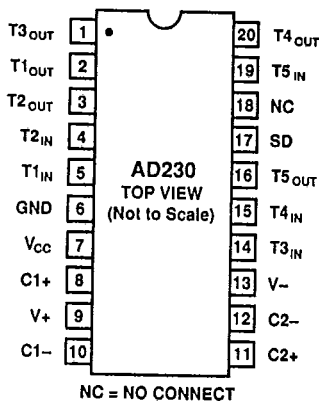 T3OUT 1 20 T4OUT
T1OUT 2 19 T5IN
T2OUT 3 18 NC
T2IN 4 17 SD
T1IN 5 16 T5OUT
GND 6 15 T4IN
VCC 7 14 T3IN
C1+ 8 13 V−
V+ 9 12 C2−
C1− 10 11 C2+
AD230
TOP VIEW
(Not to Scale)
NC = NO CONNECT